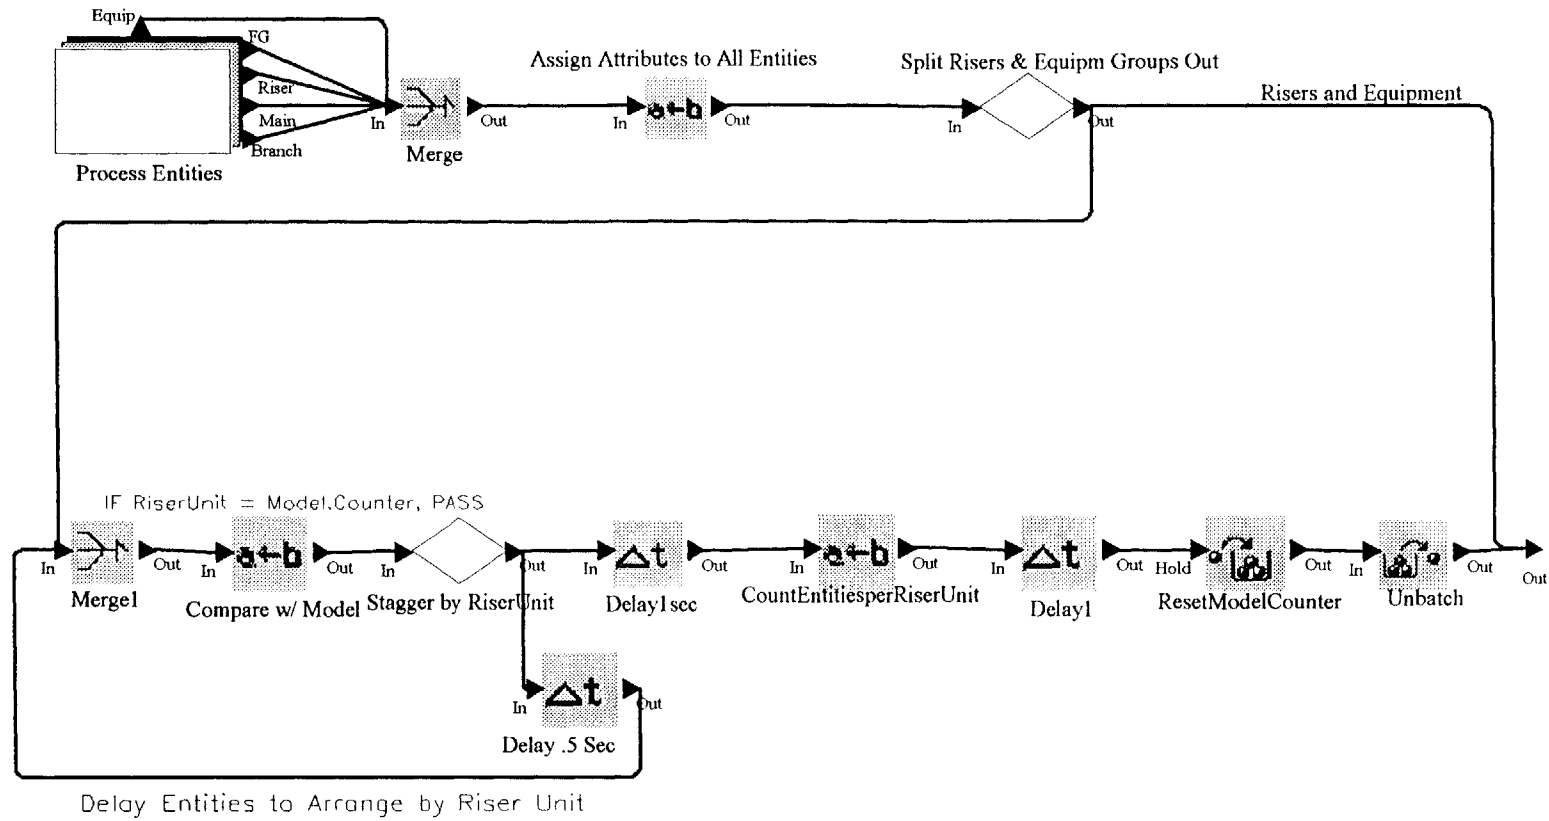 Equip
FG
Riser
Main
Branch
In
Process Entities
Merge
Out
Assign Attributes to All Entities
In
a←b
Out
Split Risers & Equipm Groups Out
In
Out
Risers and Equipment
IF RiserUnit = Model.Counter, PASS
In
Merge1
Out
In
a←b
Compare w/ Model
Out
In
Stagger by RiserUnit
Out
In
Δt
Delay1sec
Out
In
a←b
CountEntitiesperRiserUnit
Out
In
Δt
Delay1
Out
Hold
ResetModelCounter
Out
In
Unbatch
Out
Out
In
Δt
Out
Delay .5 Sec
Delay Entities to Arrange by Riser Unit